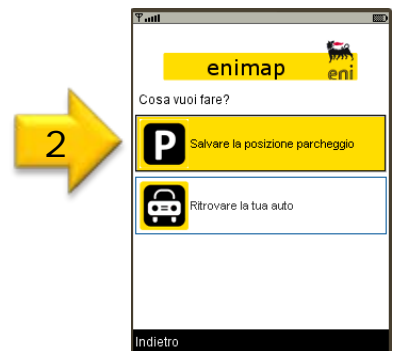 enimap
eni
Cosa vuoi fare?
2
P
Salvare la posizione parcheggio
Ritrovare la tua auto
Indietro